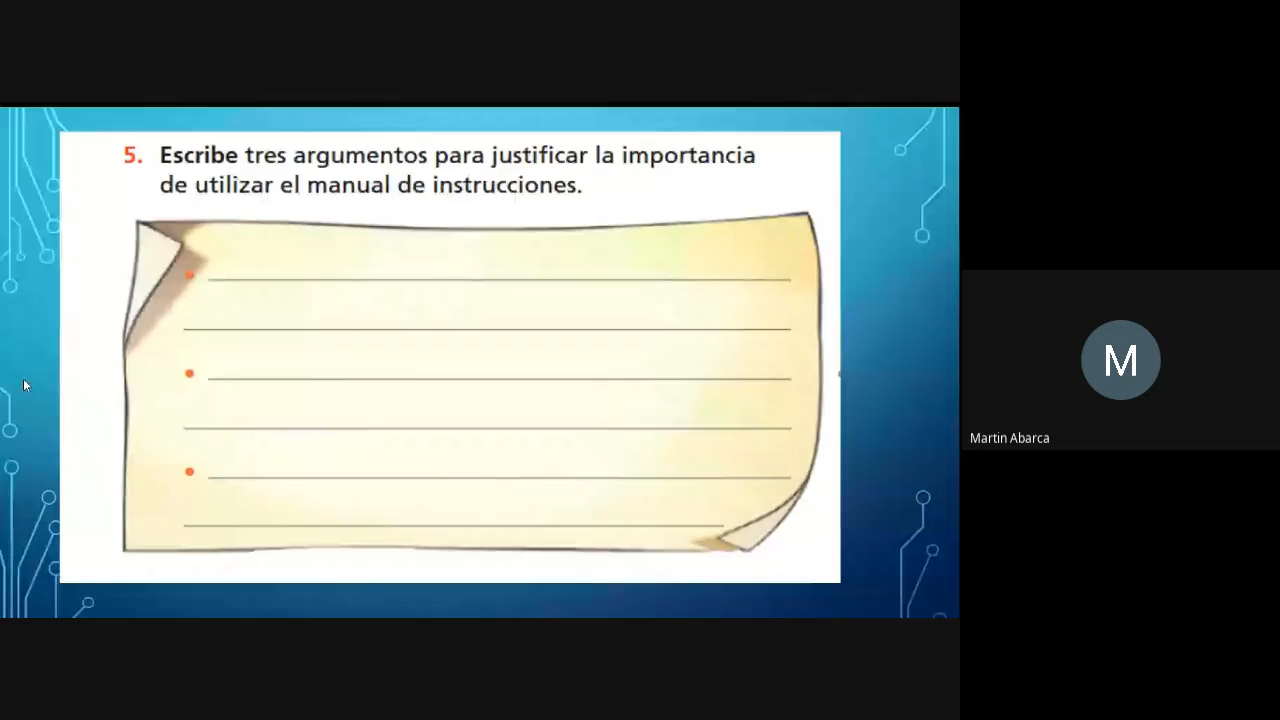 5. Escribe tres argumentos para justificar la importancia
de utilizar el manual de instrucciones.
M
Martin Abarca